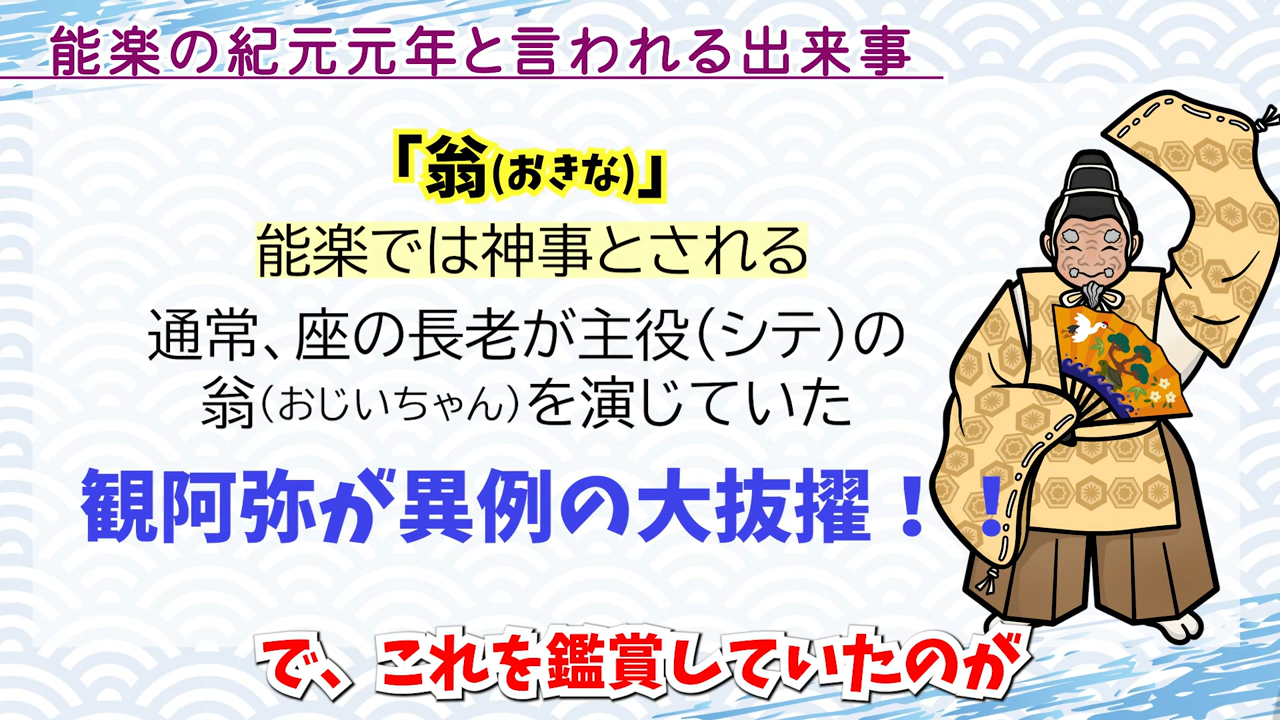 能楽の紀元元年と言われる出来事
「翁(おきな)」
能楽では神事とされる
通常、座の長老が主役(シテ)の
翁(おじいちゃん)を演じていた
観阿弥が異例の大抜擢！！
で、これを鑑賞していたのが